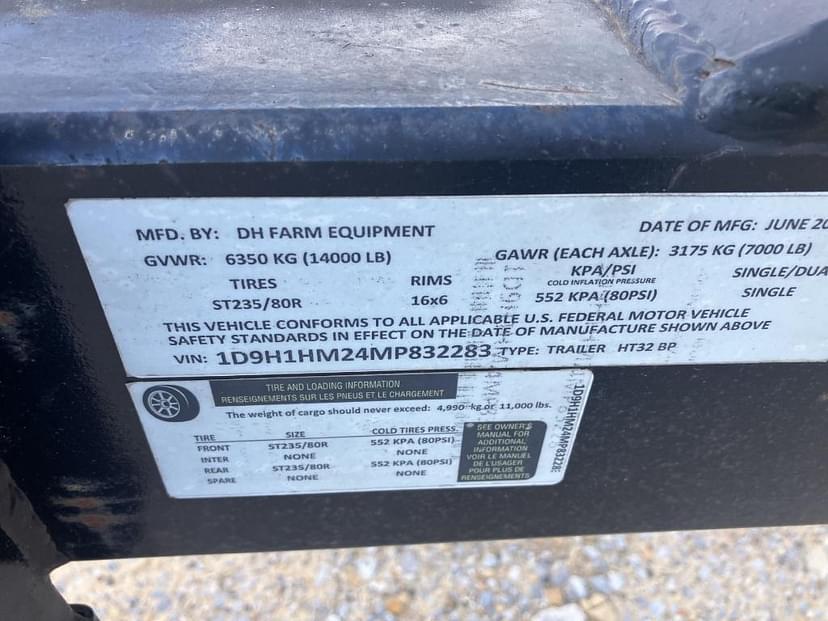 MFD. BY: DH FARM EQUIPMENT DATE OF MFG: JUNE 20
GVWR: 6350 KG (14000 LB) GAWR (EACH AXLE): 3175 KG (7000 LB)
TIRES RIMS KPA/PSI SINGLE/DUA
COLD INFLATION PRESSURE
ST235/80R 16x6 552 KPA (80PSI) SINGLE
THIS VEHICLE CONFORMS TO ALL APPLICABLE U.S. FEDERAL MOTOR VEHICLE
SAFETY STANDARDS IN EFFECT ON THE DATE OF MANUFACTURE SHOWN ABOVE
VIN: 1D9H1HM24MP832283 TYPE: TRAILER HT32 BP
TIRE AND LOADING INFORMATION
RENSEIGNEMENTS SUR LES PNEUS ET LE CHARGEMENT
The weight of cargo should never exceed: 4,990 kg or 11,000 lbs.
TIRE SIZE COLD TIRES PRESS.
FRONT ST235/80R 552 KPA (80PSI)
INTER NONE NONE
REAR ST235/80R 552 KPA (80PSI)
SPARE NONE NONE
SEE OWNER'S
MANUAL FOR
ADDITIONAL
INFORMATION
VOIR LE MANUEL
DE L'USAGER
POUR PLUS DE
RENSEIGNEMENTS
1D9H1HM24MP83228